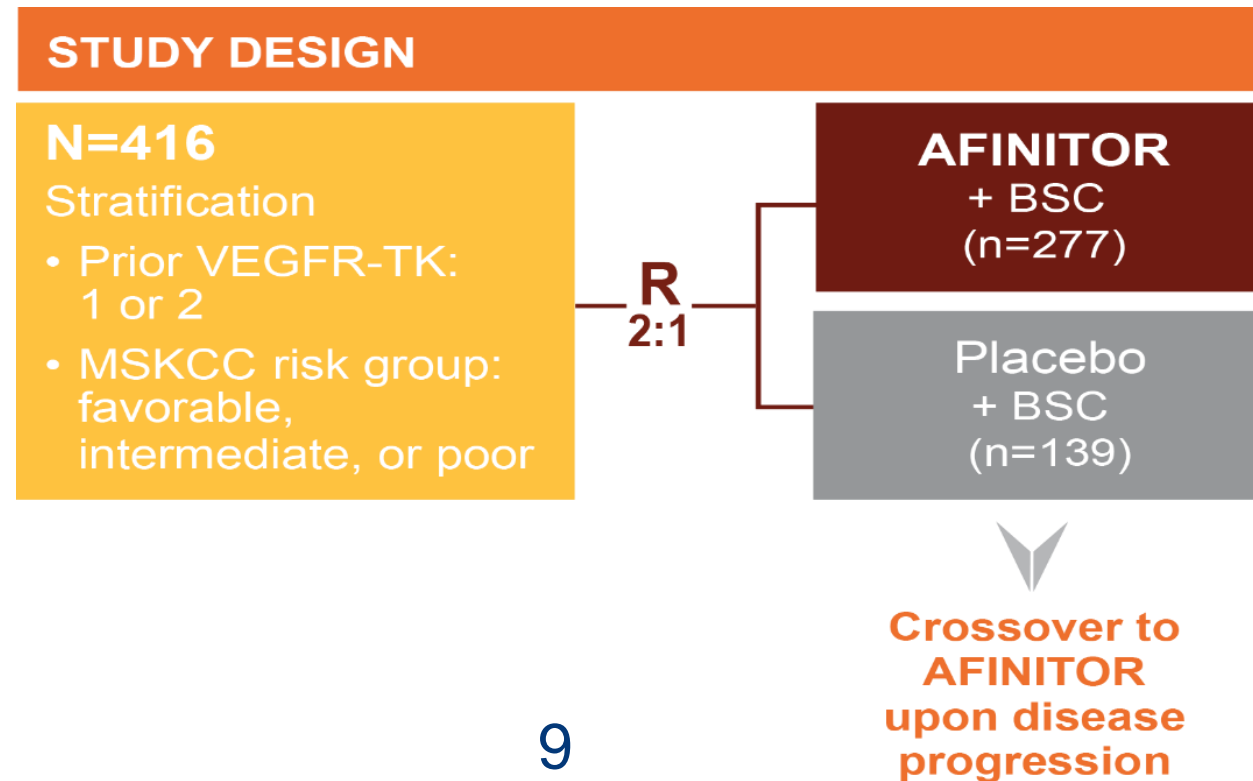 STUDY DESIGN
N=416
Stratification
• Prior VEGFR-TK:
1 or 2
• MSKCC risk group:
favorable,
intermediate, or poor
R
2:1
AFINITOR
+ BSC
(n=277)
Placebo
+ BSC
(n=139)
Crossover to
AFINITOR
upon disease
progression
9